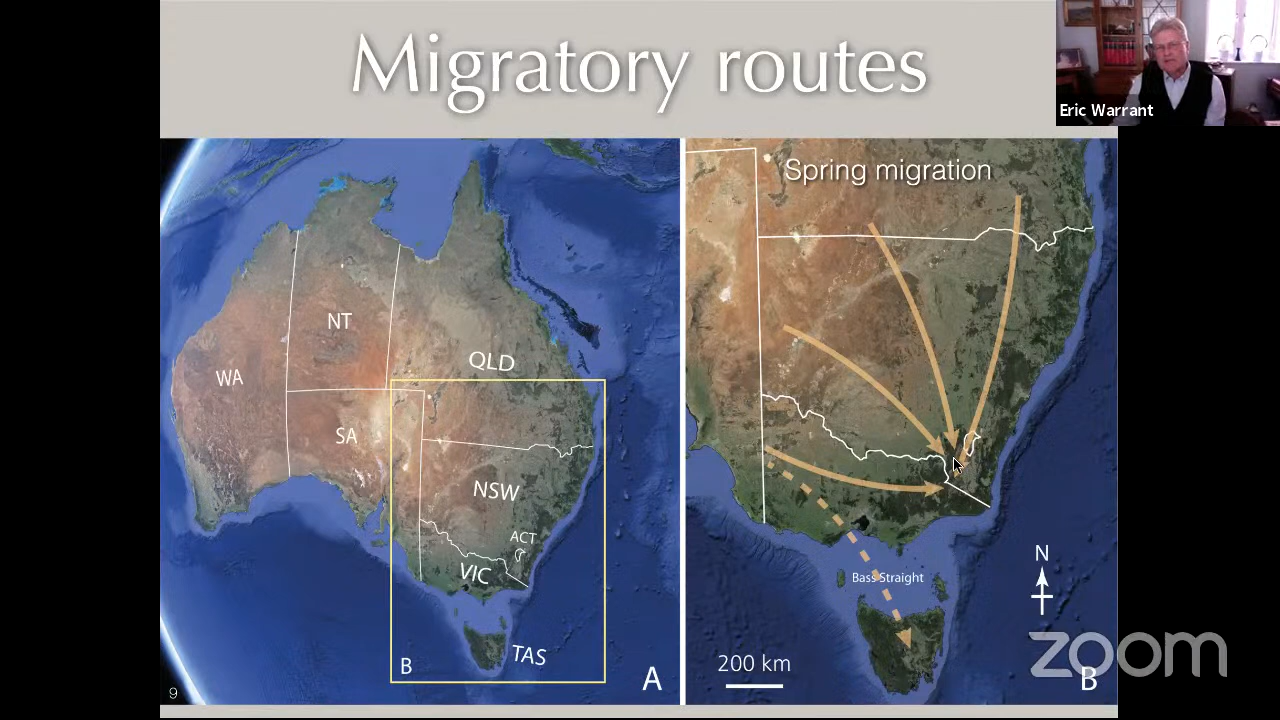 Migratory routes
Eric Warrant
NT
WA
QLD
SA
NSW
ACT
VIC
TAS
B
A
9
Spring migration
Bass Straight
N
200 km
B
zoom